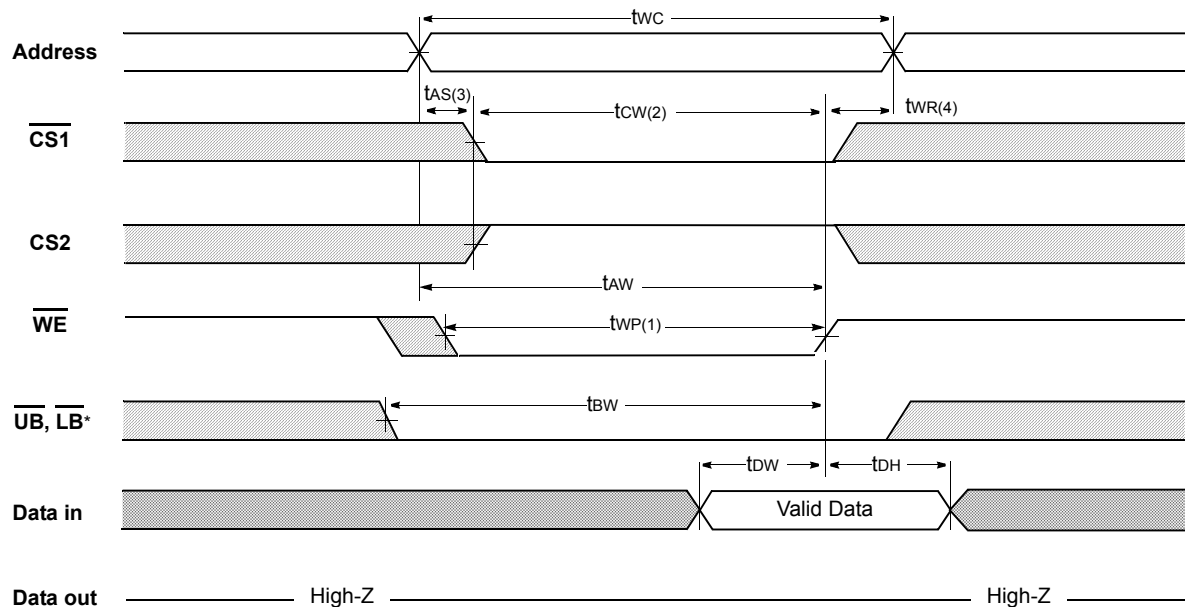 tWC
Address
tAS(3)
tCW(2)
tWR(4)
CS1
CS2
tAW
WE
tWP(1)
UB, LB*
tBW
tDW
tDH
Data in
Valid Data
Data out
High-Z
High-Z